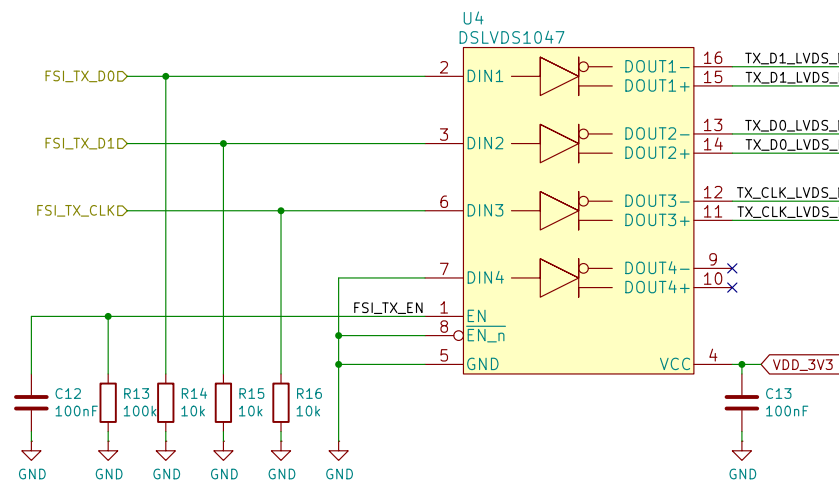 U4
DSLVDS1047
FSI_TX_D0 2 DIN1 DOUT1- 16 TX_D1_LVDS_
DOUT1+ 15 TX_D1_LVDS_
FSI_TX_D1 3 DIN2 DOUT2- 13 TX_D0_LVDS_
DOUT2+ 14 TX_D0_LVDS_
FSI_TX_CLK 6 DIN3 DOUT3- 12 TX_CLK_LVDS_
DOUT3+ 11 TX_CLK_LVDS_
7 DIN4 DOUT4- 9
DOUT4+ 10
FSI_TX_EN 1 EN
8 EN_n
5 GND VCC 4 VDD_3V3
C12 R13 R14 R15 R16 C13
100nF 100k 10k 10k 10k 100nF
GND GND GND GND GND GND GND